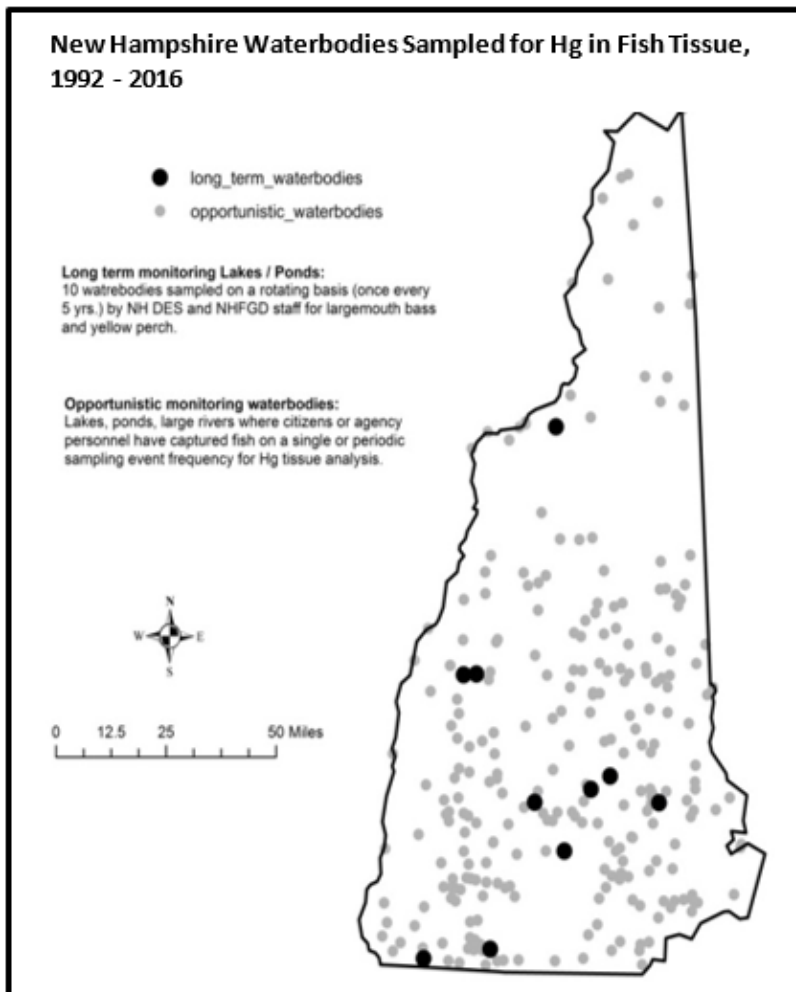 New Hampshire Waterbodies Sampled for Hg in Fish Tissue,
1992 - 2016
long_term_waterbodies
opportunistic_waterbodies
Long term monitoring Lakes / Ponds:
10 watrebodies sampled on a rotating basis (once every
5 yrs.) by NH DES and NHFGD staff for largemouth bass
and yellow perch.
Opportunistic monitoring waterbodies:
Lakes, ponds, large rivers where citizens or agency
personnel have captured fish on a single or periodic
sampling event frequency for Hg tissue analysis.
N
W E
S
0 12.5 25 50 Miles